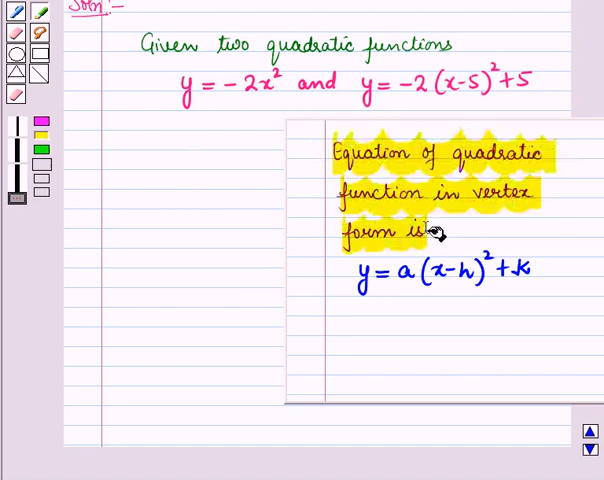 Soln:-
Given two quadratic functions
y = -2x² and y = -2(x-5)²+5
Equation of quadratic
function in vertex
form is
y = a(x-h)²+k